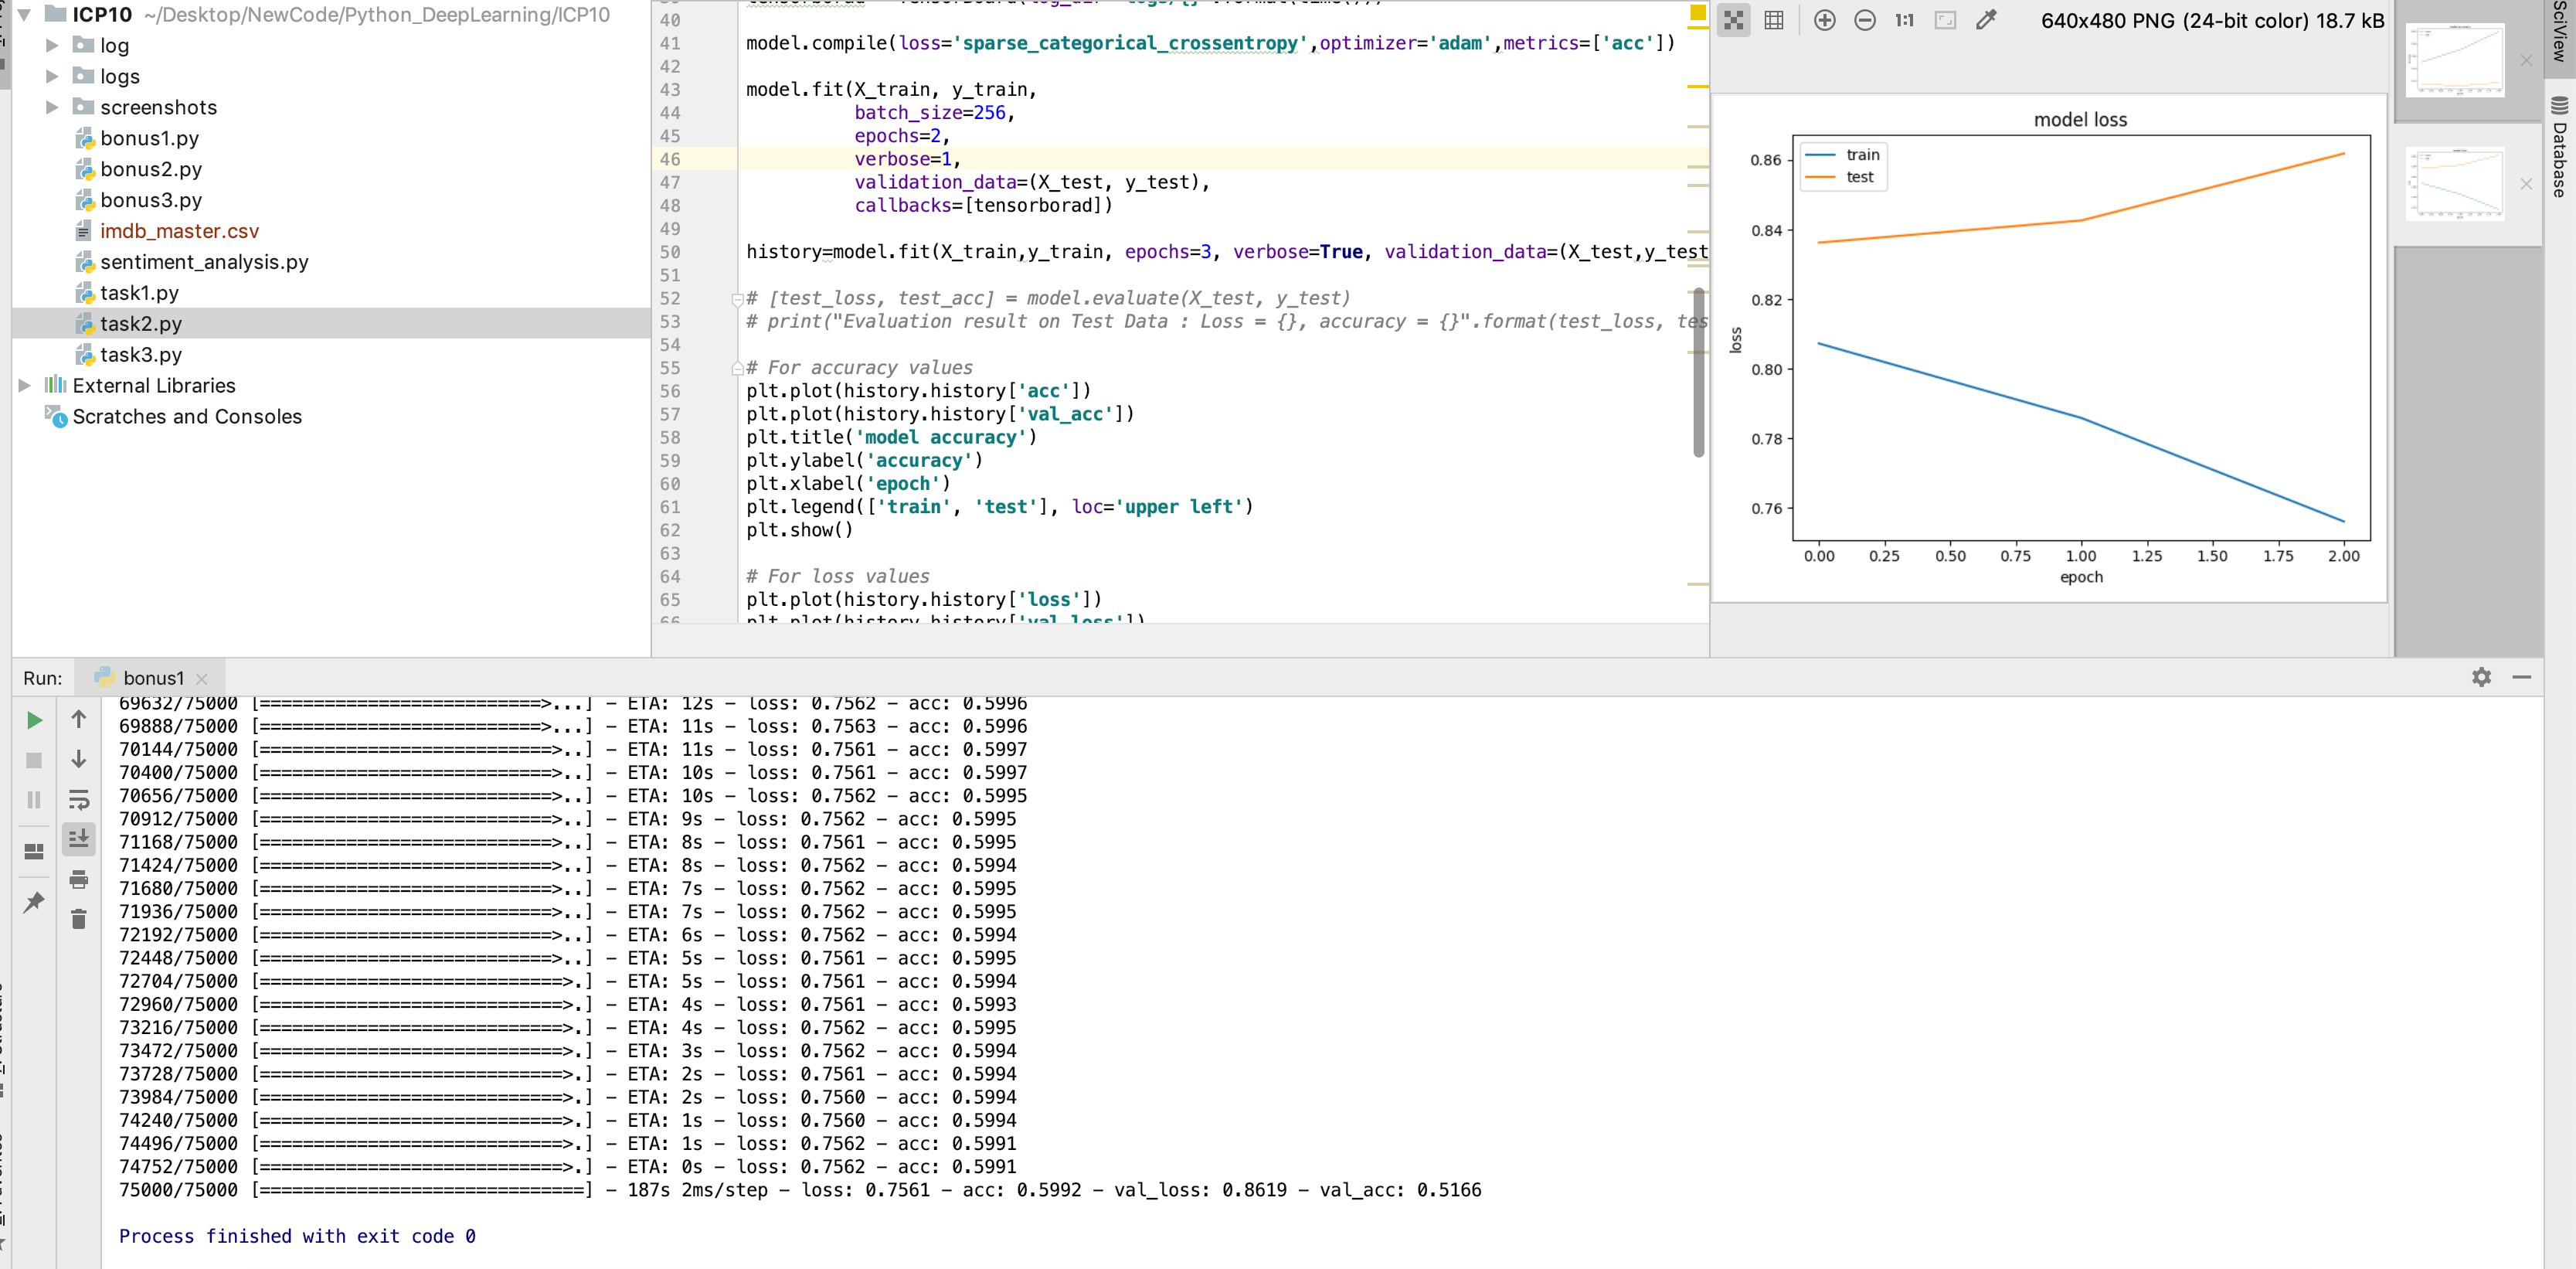 ICP10 ~/Desktop/NewCode/Python_DeepLearning/ICP10
log
logs
screenshots
bonus1.py
bonus2.py
bonus3.py
imdb_master.csv
sentiment_analysis.py
task1.py
task2.py
task3.py
External Libraries
Scratches and Consoles
40
41 model.compile(loss='sparse_categorical_crossentropy',optimizer='adam',metrics=['acc'])
42
43 model.fit(X_train, y_train,
44 batch_size=256,
45 epochs=2,
46 verbose=1,
47 validation_data=(X_test, y_test),
48 callbacks=[tensorborad])
49
50 history=model.fit(X_train,y_train, epochs=3, verbose=True, validation_data=(X_test,y_test
51
52 # [test_loss, test_acc] = model.evaluate(X_test, y_test)
53 # print("Evaluation result on Test Data : Loss = {}, accuracy = {}".format(test_loss, tes
54
55 # For accuracy values
56 plt.plot(history.history['acc'])
57 plt.plot(history.history['val_acc'])
58 plt.title('model accuracy')
59 plt.ylabel('accuracy')
60 plt.xlabel('epoch')
61 plt.legend(['train', 'test'], loc='upper left')
62 plt.show()
63
64 # For loss values
65 plt.plot(history.history['loss'])
66 plt.plot(history.history['val_loss'])
1:1 640x480 PNG (24-bit color) 18.7 kB
model loss
train
test
0.86
0.84
0.82
0.80
0.78
0.76
loss
0.00 0.25 0.50 0.75 1.00 1.25 1.50 1.75 2.00
epoch
SciView
Database
Run: bonus1
69632/75000 [==========================>...] - ETA: 12s - loss: 0.7562 - acc: 0.5996
69888/75000 [==========================>...] - ETA: 11s - loss: 0.7563 - acc: 0.5996
70144/75000 [===========================>..] - ETA: 11s - loss: 0.7561 - acc: 0.5997
70400/75000 [===========================>..] - ETA: 10s - loss: 0.7561 - acc: 0.5997
70656/75000 [===========================>..] - ETA: 10s - loss: 0.7562 - acc: 0.5995
70912/75000 [===========================>..] - ETA: 9s - loss: 0.7562 - acc: 0.5995
71168/75000 [===========================>..] - ETA: 8s - loss: 0.7561 - acc: 0.5995
71424/75000 [===========================>..] - ETA: 8s - loss: 0.7562 - acc: 0.5994
71680/75000 [===========================>..] - ETA: 7s - loss: 0.7562 - acc: 0.5995
71936/75000 [===========================>..] - ETA: 7s - loss: 0.7562 - acc: 0.5995
72192/75000 [===========================>..] - ETA: 6s - loss: 0.7562 - acc: 0.5994
72448/75000 [===========================>..] - ETA: 5s - loss: 0.7561 - acc: 0.5995
72704/75000 [============================>.] - ETA: 5s - loss: 0.7561 - acc: 0.5994
72960/75000 [============================>.] - ETA: 4s - loss: 0.7561 - acc: 0.5993
73216/75000 [============================>.] - ETA: 4s - loss: 0.7562 - acc: 0.5995
73472/75000 [============================>.] - ETA: 3s - loss: 0.7562 - acc: 0.5994
73728/75000 [============================>.] - ETA: 2s - loss: 0.7561 - acc: 0.5994
73984/75000 [============================>.] - ETA: 2s - loss: 0.7560 - acc: 0.5994
74240/75000 [============================>.] - ETA: 1s - loss: 0.7560 - acc: 0.5994
74496/75000 [============================>.] - ETA: 1s - loss: 0.7562 - acc: 0.5991
74752/75000 [============================>.] - ETA: 0s - loss: 0.7562 - acc: 0.5991
75000/75000 [==============================] - 187s 2ms/step - loss: 0.7561 - acc: 0.5992 - val_loss: 0.8619 - val_acc: 0.5166
Process finished with exit code 0